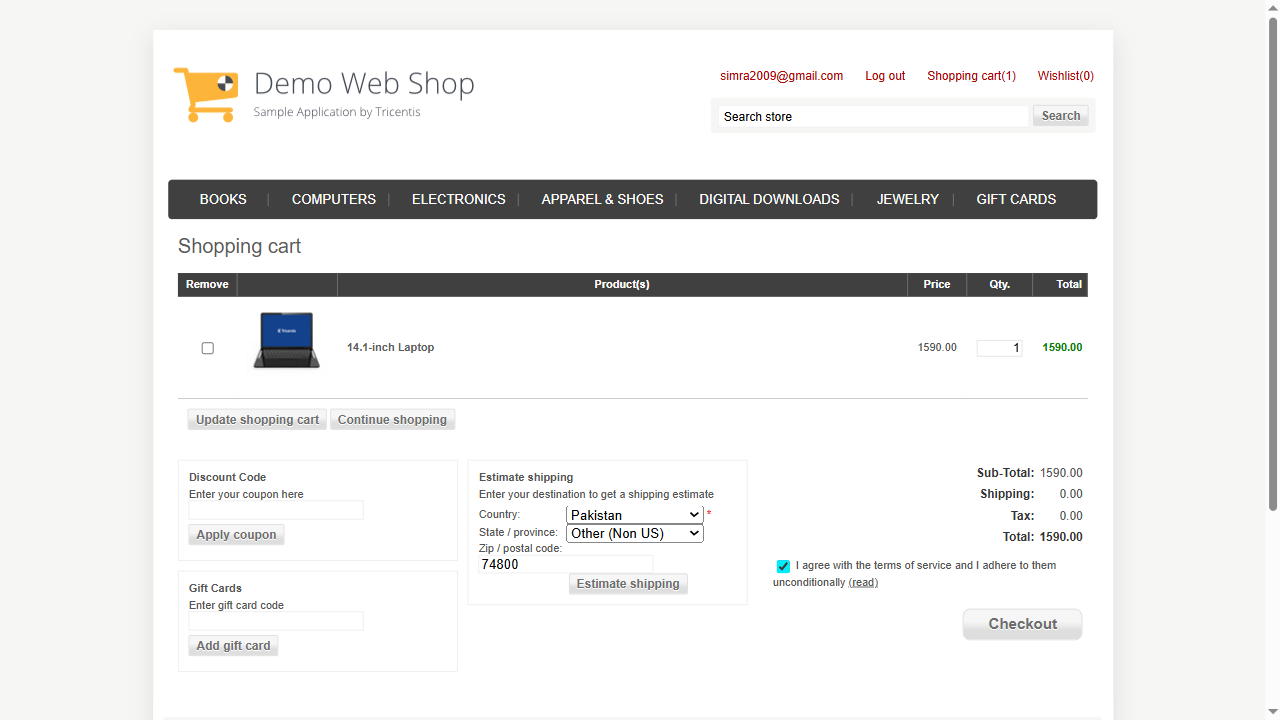 Demo Web Shop
Sample Application by Tricentis
simra2009@gmail.com Log out Shopping cart(1) Wishlist(0)
Search store Search
BOOKS | COMPUTERS | ELECTRONICS | APPAREL & SHOES | DIGITAL DOWNLOADS | JEWELRY | GIFT CARDS
Shopping cart
Remove Product(s) Price Qty. Total
14.1-inch Laptop 1590.00 1 1590.00
Update shopping cart Continue shopping
Discount Code
Enter your coupon here
Apply coupon
Gift Cards
Enter gift card code
Add gift card
Estimate shipping
Enter your destination to get a shipping estimate
Country: Pakistan *
State / province: Other (Non US)
Zip / postal code:
74800
Estimate shipping
Sub-Total: 1590.00
Shipping: 0.00
Tax: 0.00
Total: 1590.00
I agree with the terms of service and I adhere to them
unconditionally (read)
Checkout